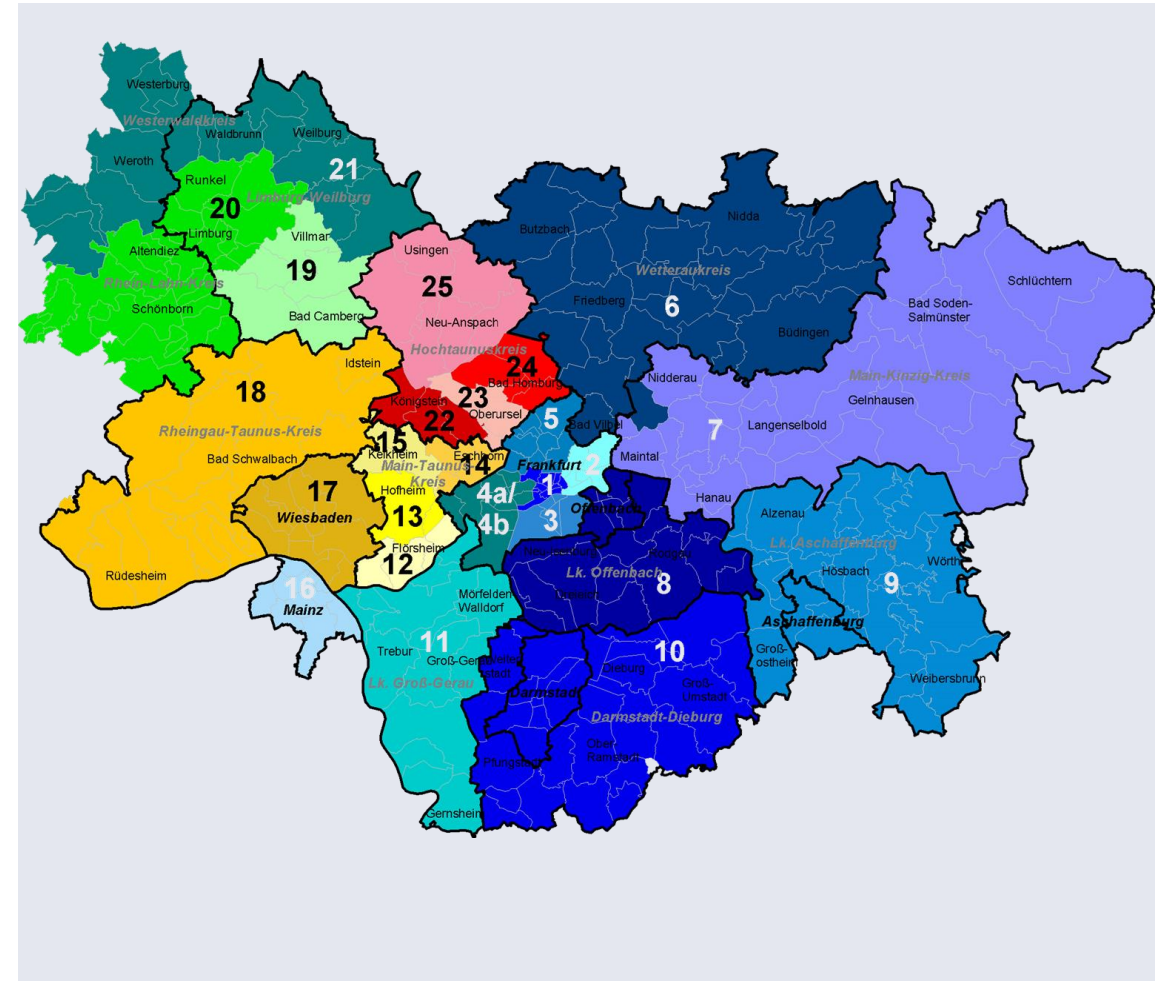 Westerburg
Westerwaldkreis
Waldbrunn
Weilburg
Weroth
21
Runkel
Limburg-Weilburg
20
Limburg
Villmar
Altendiez
19
Rhein-Lahn-Kreis
Schönborn
Bad Camberg
Usingen
25
Neu-Anspach
Hochtaunuskreis
24
Bad Homburg
23
Königstein
Oberursel
22
Butzbach
Nidda
Wetteraukreis
Friedberg
6
Büdingen
Schlüchtern
Bad Soden-
Salmünster
Nidderau
Main-Kinzig-Kreis
Gelnhausen
7
Langenselbold
Maintal
Hanau
Idstein
18
Rheingau-Taunus-Kreis
Bad Schwalbach
17
Wiesbaden
Rüdesheim
15
Kelkheim
Eschborn
14
Main-Taunus-
Kreis
Hofheim
13
Flörsheim
12
5
Bad Vilbel
Frankfurt
2
1
4a/
4b
3
Offenbach
Neu-Isenburg
Rodgau
Lk. Offenbach
8
Dreieich
Alzenau
Lk. Aschaffenburg
Hösbach
Wörth
9
Aschaffenburg
Groß-
ostheim
Weibersbrunn
16
Mainz
Mörfelden
Walldorf
11
Trebur
Groß-Gerau
Lk. Groß-Gerau
Gernsheim
Weiter
stadt
Darmstadt
10
Dieburg
Groß-
Umstadt
Darmstadt-Dieburg
Ober-
Ramstadt
Pfungstadt